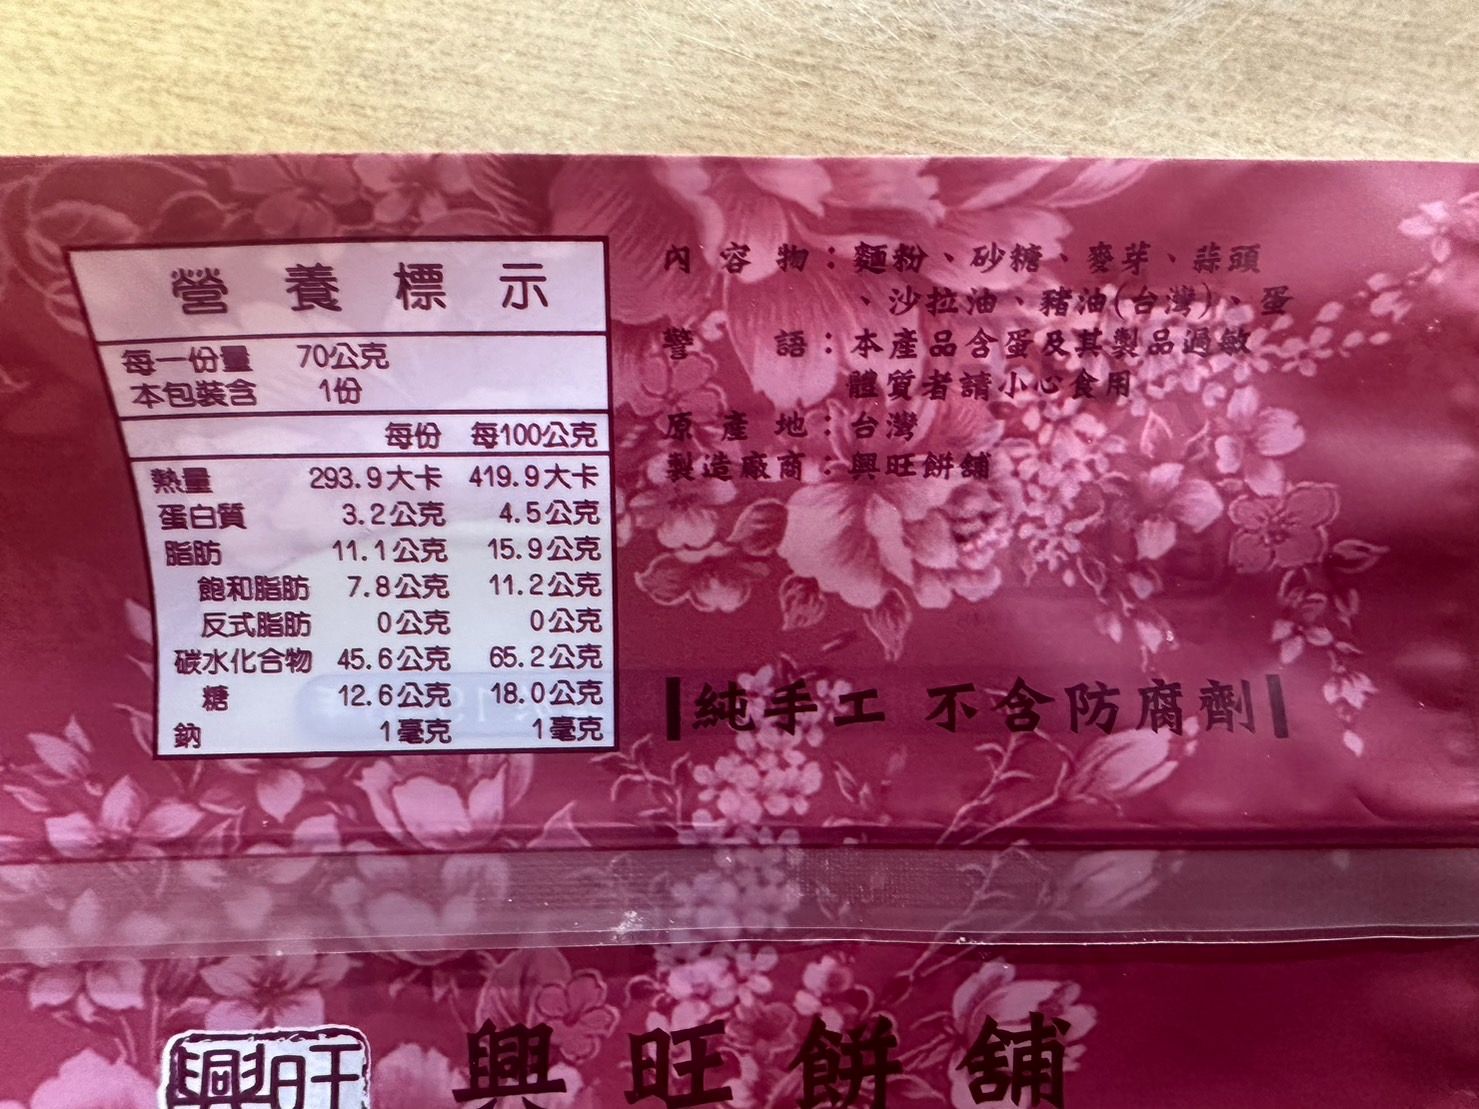 營養標示
每一份量 70公克
本包裝含 1份
每份 每100公克
熱量 293.9大卡 419.9大卡
蛋白質 3.2公克 4.5公克
脂肪 11.1公克 15.9公克
飽和脂肪 7.8公克 11.2公克
反式脂肪 0公克 0公克
碳水化合物 45.6公克 65.2公克
糖 12.6公克 18.0公克
鈉 1毫克 1毫克
內容物：麵粉、砂糖、麥芽、蒜頭
、沙拉油、豬油(台灣)、蛋
警語：本產品含蛋及其製品過敏
體質者請小心食用
原產地：台灣
製造廠商：興旺餅舖
純手工 不含防腐劑
興旺
興旺餅舖